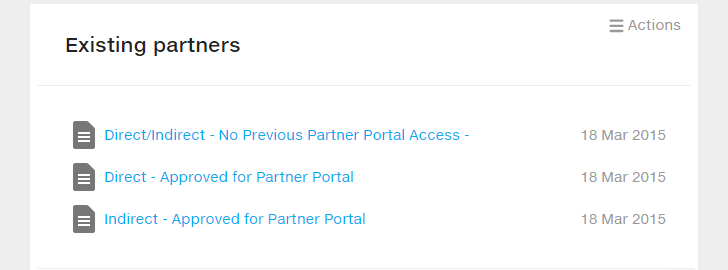 Actions
Existing partners
Direct/Indirect - No Previous Partner Portal Access - 18 Mar 2015
Direct - Approved for Partner Portal 18 Mar 2015
Indirect - Approved for Partner Portal 18 Mar 2015